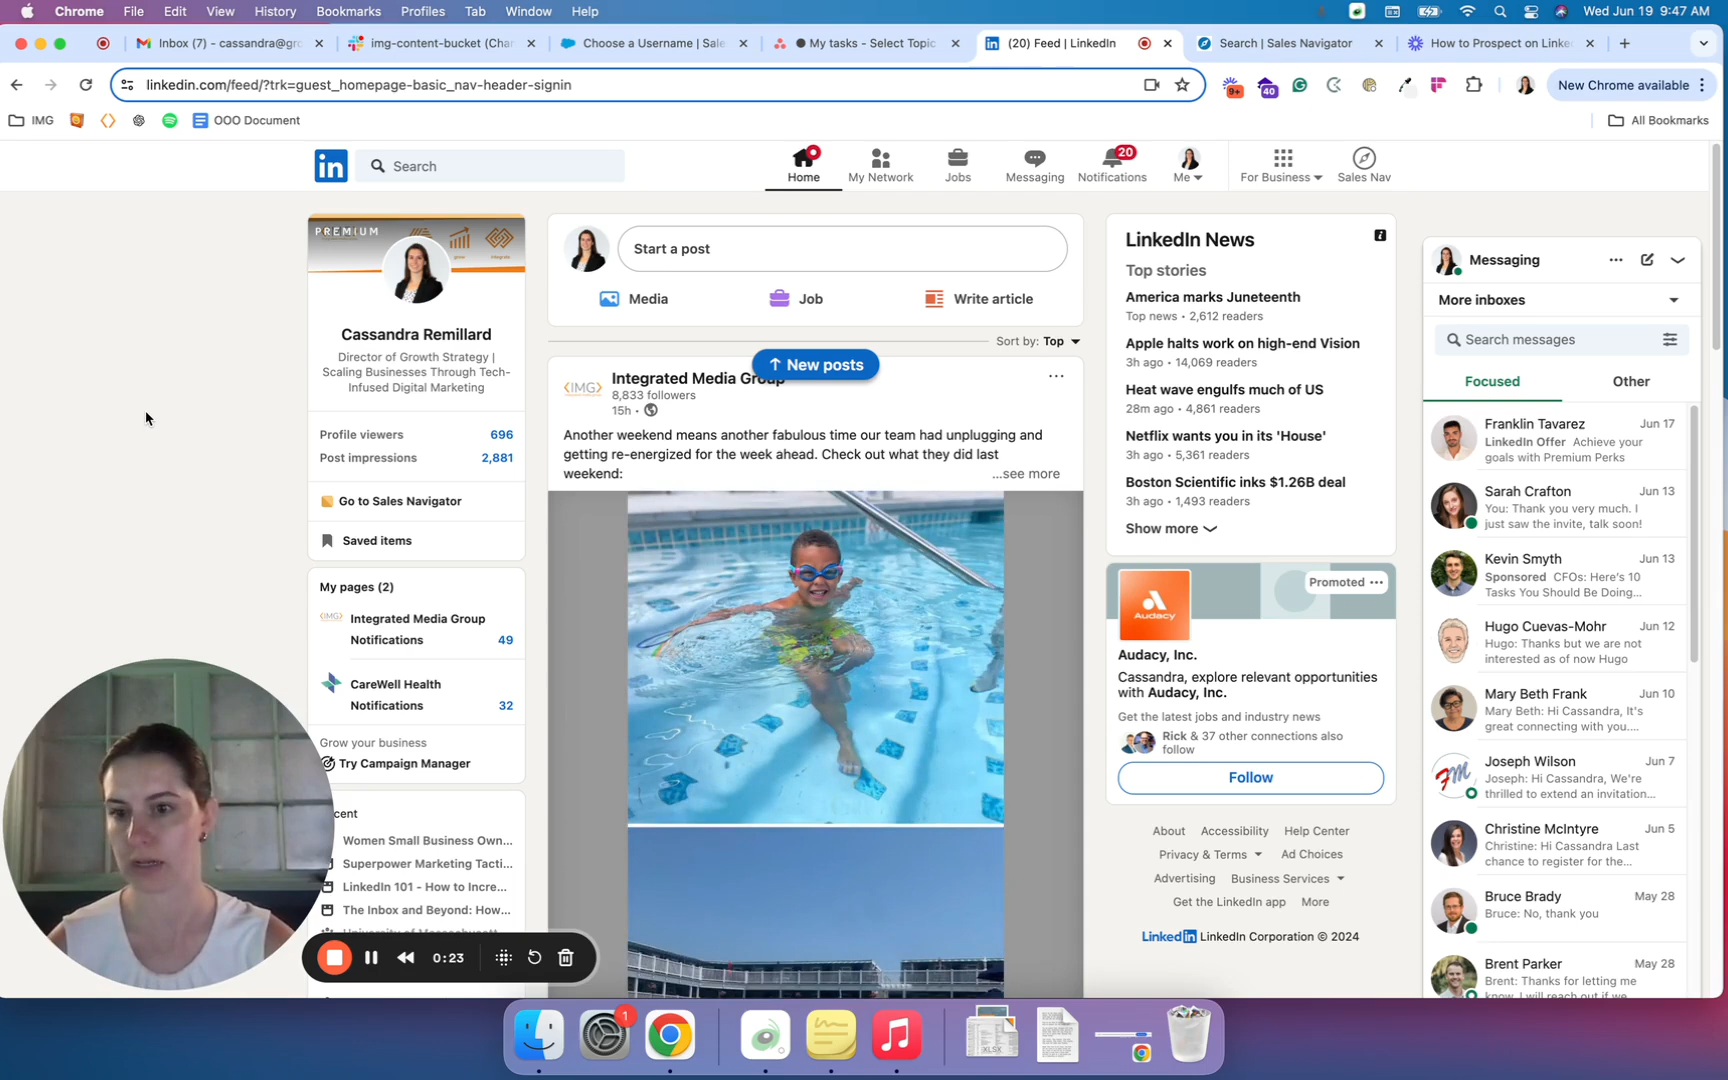 Chrome File Edit View History Bookmarks Profiles Tab Window Help
Wed Jun 19 9:47 AM
Inbox (7) - cassandra@gro
img-content-bucket (Chan
Choose a Username | Sale
My tasks - Select Topic
(20) Feed | LinkedIn
Search | Sales Navigator
How to Prospect on Linke
linkedin.com/feed/?trk=guest_homepage-basic_nav-header-signin
9+
40
New Chrome available
IMG
OOO Document
All Bookmarks
in
Search
Home
My Network
Jobs
Messaging
20
Notifications
Me
For Business
Sales Nav
PREMIUM
Cassandra Remillard
Director of Growth Strategy |
Scaling Businesses Through Tech-
Infused Digital Marketing
Profile viewers 696
Post impressions 2,881
Go to Sales Navigator
Saved items
My pages (2)
Integrated Media Group
Notifications 49
CareWell Health
Notifications 32
Grow your business
Try Campaign Manager
cent
Women Small Business Own...
Superpower Marketing Tacti...
LinkedIn 101 - How to Incre...
The Inbox and Beyond: How...
0:23
Start a post
Media
Job
Write article
Sort by: Top
New posts
IMG
Integrated Media Group
8,833 followers
15h •
Another weekend means another fabulous time our team had unplugging and
getting re-energized for the week ahead. Check out what they did last
weekend:
...see more
LinkedIn News
Top stories
America marks Juneteenth
Top news • 2,612 readers
Apple halts work on high-end Vision
3h ago • 14,069 readers
Heat wave engulfs much of US
28m ago • 4,861 readers
Netflix wants you in its 'House'
3h ago • 5,361 readers
Boston Scientific inks $1.26B deal
3h ago • 1,493 readers
Show more
Promoted
Audacy
Audacy, Inc.
Cassandra, explore relevant opportunities
with Audacy, Inc.
Get the latest jobs and industry news
Rick & 37 other connections also
follow
Follow
About Accessibility Help Center
Privacy & Terms Ad Choices
Advertising Business Services
Get the LinkedIn app More
LinkedIn LinkedIn Corporation © 2024
Messaging
More inboxes
Search messages
Focused
Other
Franklin Tavarez Jun 17
LinkedIn Offer Achieve your
goals with Premium Perks
Sarah Crafton Jun 13
You: Thank you very much. I
just saw the invite, talk soon!
Kevin Smyth Jun 13
Sponsored CFOs: Here's 10
Tasks You Should Be Doing...
Hugo Cuevas-Mohr Jun 12
Hugo: Thanks but we are not
interested as of now Hugo
Mary Beth Frank Jun 10
Mary Beth: Hi Cassandra, It's
great connecting with you....
Joseph Wilson Jun 7
Joseph: Hi Cassandra, We're
thrilled to extend an invitation...
Christine McIntyre Jun 5
Christine: Hi Cassandra Last
chance to register for the...
Bruce Brady May 28
Bruce: No, thank you
Brent Parker May 28
Brent: Thanks for letting me
1
XLSX